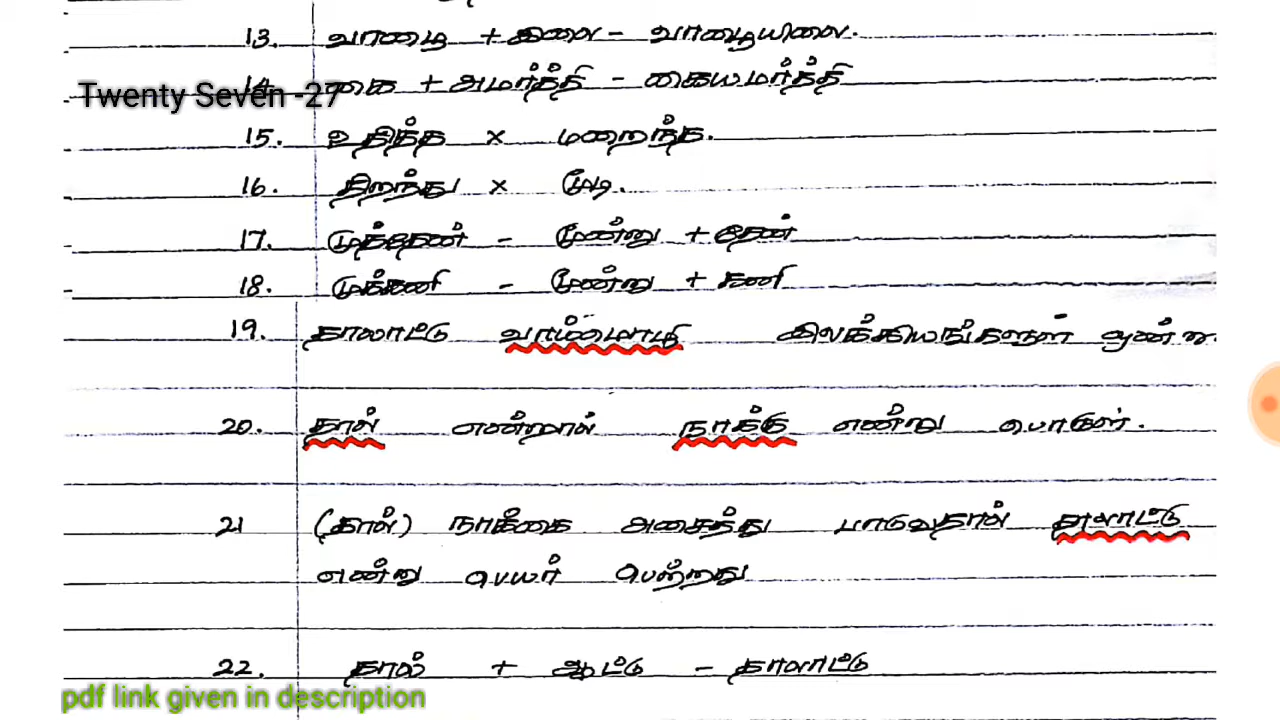 13. வாழை + இலை - வாழையிலை.
14. கை + அமர்த்தி - கையமர்த்தி
Twenty Seven -27
15. உதித்த x மறைந்த.
16. திறந்து x மூடி.
17. முத்தேன் - மூன்று + தேன்
18. முக்கனி - மூன்று + கனி
19. தாலாட்டு வாய்மொழி இலக்கியங்களுள் ஒன்று.
20. தால் என்றால் நாக்கு என்று பொருள்.
21 (தால்) நாக்கை அசைத்து பாடுவதால் தாலாட்டு
என்று பெயர் பெற்றது
22. தால் + ஆட்டு - தாலாட்டு
pdf link given in description